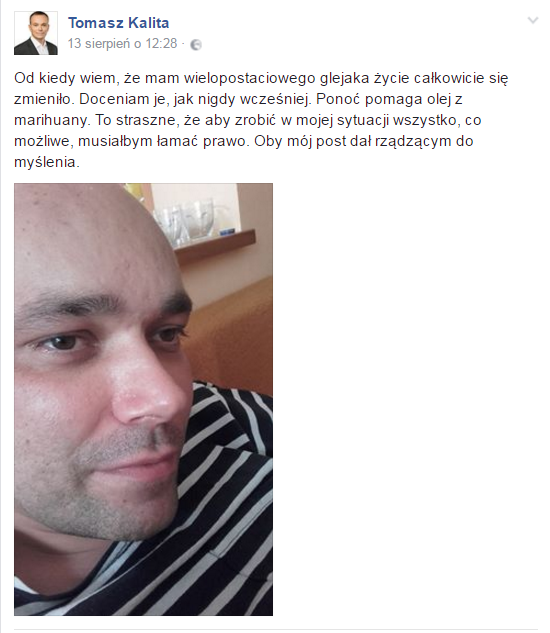 Tomasz Kalita
13 sierpień o 12:28 ·
Od kiedy wiem, że mam wielopostaciowego glejaka życie całkowicie się
zmieniło. Doceniam je, jak nigdy wcześniej. Ponoć pomaga olej z
marihuany. To straszne, że aby zrobić w mojej sytuacji wszystko, co
możliwe, musiałbym łamać prawo. Oby mój post dał rządzącym do
myślenia.